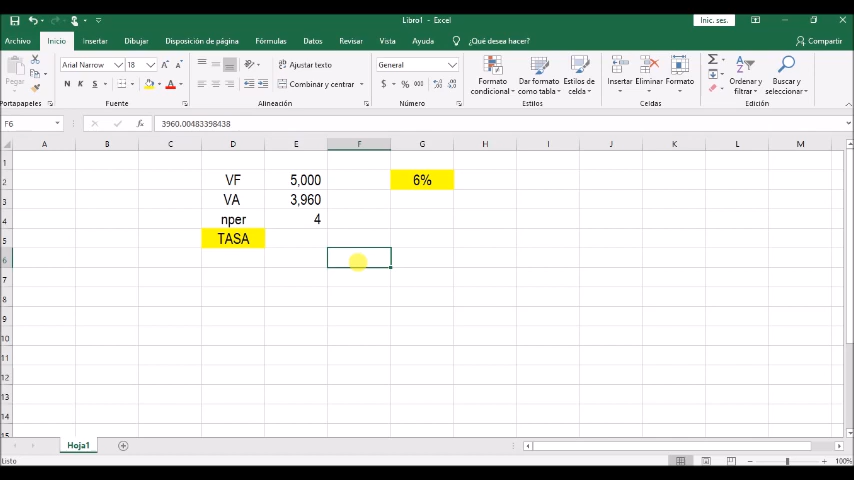 Libro1 - Excel
Inic. ses.
Archivo Inicio Insertar Dibujar Disposición de página Fórmulas Datos Revisar Vista Ayuda ¿Qué desea hacer? Compartir
Arial Narrow 18 Ajustar texto General
Pegar N K S Combinar y centrar $ % 000
Formato condicional Dar formato como tabla Estilos de celda Insertar Eliminar Formato Ordenar y filtrar Buscar y seleccionar
Portapapeles Fuente Alineación Número Estilos Celdas Edición
F6 fx 3960.00483398438
A B C D E F G H I J K L M
1
2 VF 5,000 6%
3 VA 3,960
4 nper 4
5 TASA
6
7
8
9
10
11
12
13
14
15
Hoja1
Listo 100%